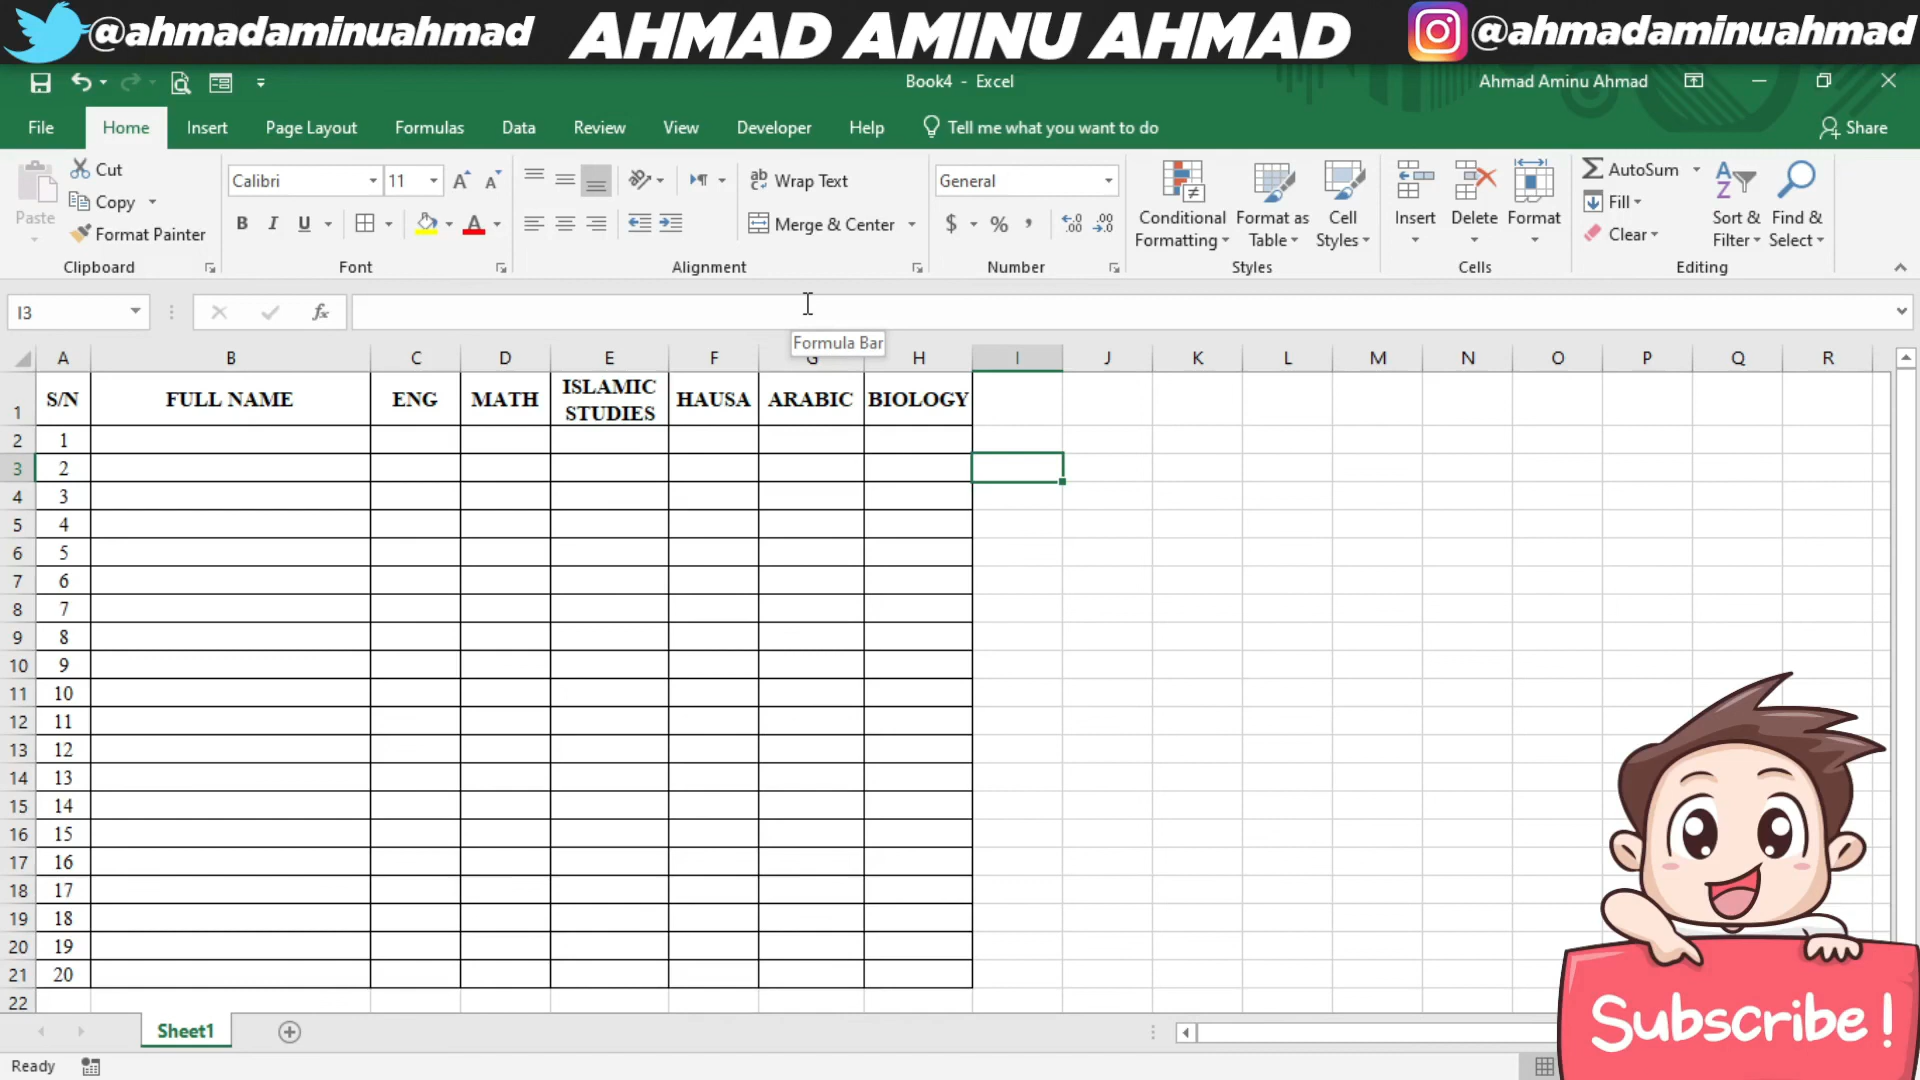 @ahmadaminuahmad AHMAD AMINU AHMAD @ahmadaminuahmad
Book4 - Excel Ahmad Aminu Ahmad
File Home Insert Page Layout Formulas Data Review View Developer Help Tell me what you want to do Share
Paste
Cut
Copy
Format Painter
Clipboard
Calibri 11
B I U A
Font
Wrap Text
Merge & Center
Alignment
General
$ % , .0 .00 .00 .0
Number
Conditional Formatting
Format as Table
Cell Styles
Styles
Insert Delete Format
Cells
AutoSum
Fill
Clear
Sort & Filter
Find & Select
Editing
I3 fx
Formula Bar
A B C D E F G H I J K L M N O P Q R
1 S/N FULL NAME ENG MATH ISLAMIC STUDIES HAUSA ARABIC BIOLOGY
2 1
3 2
4 3
5 4
6 5
7 6
8 7
9 8
10 9
11 10
12 11
13 12
14 13
15 14
16 15
17 16
18 17
19 18
20 19
21 20
22
Sheet1
Ready
Subscribe!